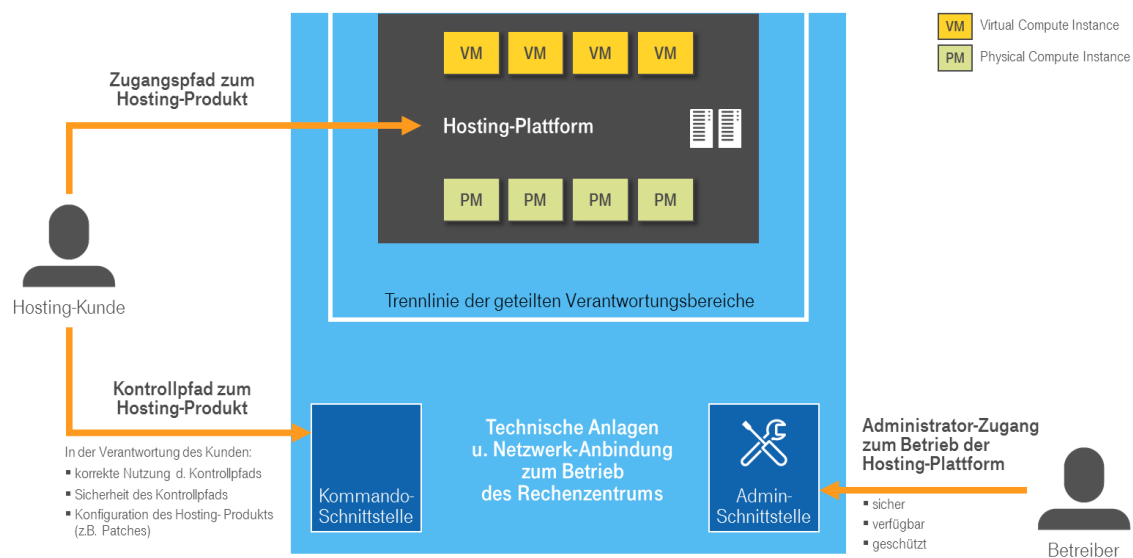 VM Virtual Compute Instance
PM Physical Compute Instance
VM VM VM VM
Zugangspfad zum
Hosting-Produkt
Hosting-Plattform
PM PM PM PM
Hosting-Kunde
Trennlinie der geteilten Verantwortungsbereiche
Kontrollpfad zum
Hosting-Produkt
In der Verantwortung des Kunden:
▪ korrekte Nutzung d. Kontrollpfads
▪ Sicherheit des Kontrollpfads
▪ Konfiguration des Hosting- Produkts
(z.B. Patches)
Kommando-
Schnittstelle
Technische Anlagen
u. Netzwerk-Anbindung
zum Betrieb
des Rechenzentrums
Admin-
Schnittstelle
Administrator-Zugang
zum Betrieb der
Hosting-Plattform
▪ sicher
▪ verfügbar
▪ geschützt
Betreiber